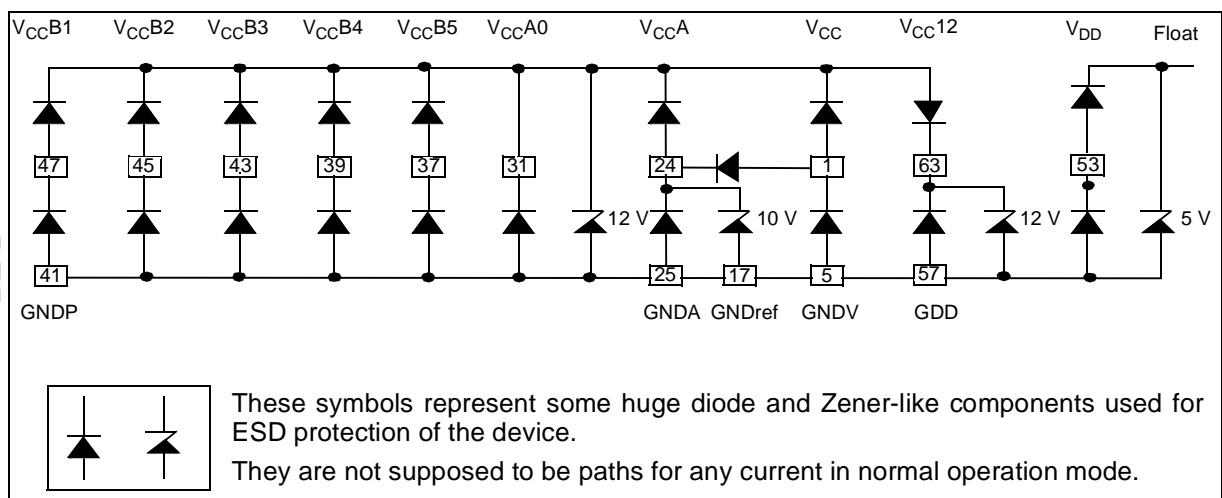 VCCB1 VCCB2 VCCB3 VCCB4 VCCB5 VCCA0 VCCA VCC VCC12 VDD Float
47 45 43 39 37 31 24 1 63 53
12 V 10 V 12 V 5 V
41 25 17 5 57
GNDP GNDA GNDref GNDV GDD
These symbols represent some huge diode and Zener-like components used for
ESD protection of the device.
They are not supposed to be paths for any current in normal operation mode.